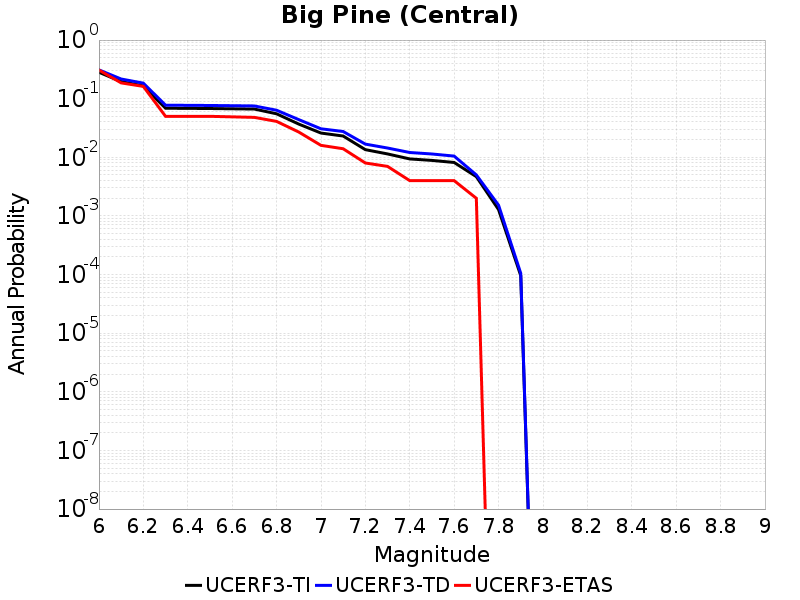 Big Pine (Central)
Annual Probability
10^0
10^-1
10^-2
10^-3
10^-4
10^-5
10^-6
10^-7
10^-8
6 6.2 6.4 6.6 6.8 7 7.2 7.4 7.6 7.8 8 8.2 8.4 8.6 8.8 9
Magnitude
UCERF3-TI UCERF3-TD UCERF3-ETAS